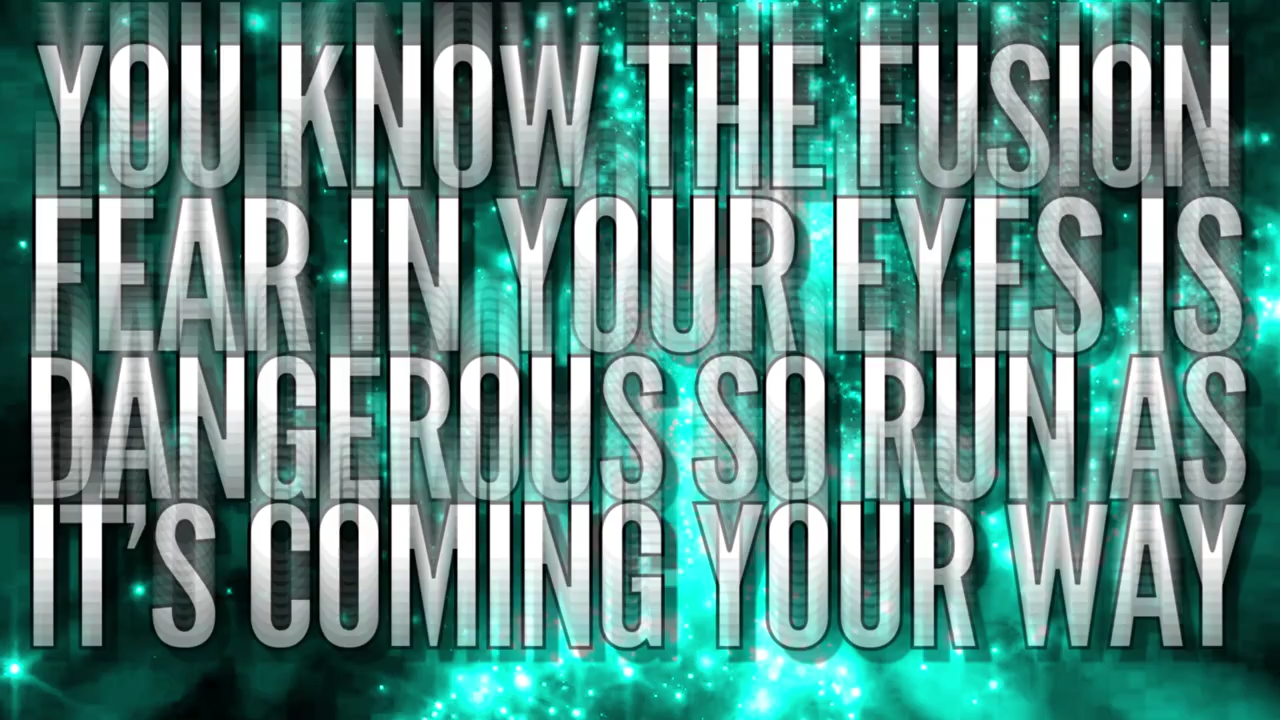 YOU KNOW THE FUSION
FEAR IN YOUR EYES IS
DANGEROUS SO RUN AS
IT'S COMING YOUR WAY